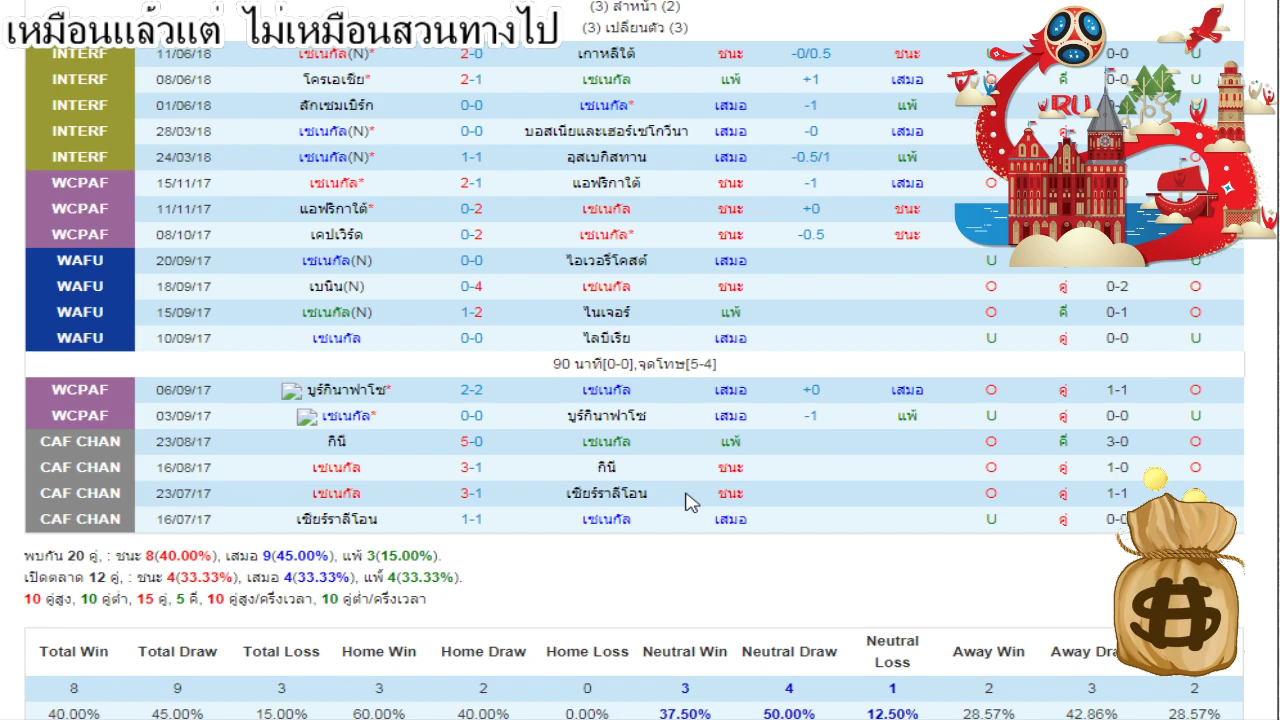 (3) สำหน้า (2)
เหมือนแล้วแต่ ไม่เหมือนสวนทางไป
(3) เปลี่ยนตัว (3)
INTERF 11/06/18 เซเนกัล(N)* 2-0 เกาหลีใต้ ชนะ -0/0.5 ชนะ U 0-0 U
INTERF 08/06/18 โครเอเชีย* 2-1 เซเนกัล แพ้ +1 เสมอ คี่ 0-0 U
INTERF 01/06/18 ลักเซมเบิร์ก 0-0 เซเนกัล* เสมอ -1 แพ้
INTERF 28/03/18 เซเนกัล(N)* 0-0 บอสเนียและเฮอร์เซโกวีนา เสมอ -0 เสมอ
INTERF 24/03/18 เซเนกัล(N)* 1-1 อุสเบกิสทาน เสมอ -0.5/1 แพ้
WCPAF 15/11/17 เซเนกัล* 2-1 แอฟริกาใต้ ชนะ -1 เสมอ O
WCPAF 11/11/17 แอฟริกาใต้* 0-2 เซเนกัล ชนะ +0 ชนะ
WCPAF 08/10/17 เคปเวิร์ด 0-2 เซเนกัล* ชนะ -0.5 ชนะ
WAFU 20/09/17 เซเนกัล(N) 0-0 ไอเวอรี่โคสต์ เสมอ U คู่ 0-0 U
WAFU 18/09/17 เบนิน(N) 0-4 เซเนกัล ชนะ O คู่ 0-2 O
WAFU 15/09/17 เซเนกัล(N) 1-2 ไนเจอร์ แพ้ O คี่ 0-1 O
WAFU 10/09/17 เซเนกัล 0-0 ไลบีเรีย เสมอ U คู่ 0-0 U
90 นาที[0-0],จุดโทษ[5-4]
WCPAF 06/09/17 บูร์กินาฟาโซ* 2-2 เซเนกัล เสมอ +0 เสมอ O คู่ 1-1 O
WCPAF 03/09/17 เซเนกัล* 0-0 บูร์กินาฟาโซ เสมอ -1 แพ้ U คู่ 0-0 U
CAF CHAN 23/08/17 กินี 5-0 เซเนกัล แพ้ O คี่ 3-0 O
CAF CHAN 16/08/17 เซเนกัล 3-1 กินี ชนะ O คู่ 1-0 O
CAF CHAN 23/07/17 เซเนกัล 3-1 เซียร์ราลีโอน ชนะ O คู่ 1-1
CAF CHAN 16/07/17 เซียร์ราลีโอน 1-1 เซเนกัล เสมอ U คู่
พบกัน 20 คู่, : ชนะ 8(40.00%), เสมอ 9(45.00%), แพ้ 3(15.00%).
เปิดตลาด 12 คู่, : ชนะ 4(33.33%), เสมอ 4(33.33%), แพ้ 4(33.33%).
10 คู่สูง, 10 คู่ต่ำ, 15 คู่, 5 คี่, 10 คู่สูง/ครึ่งเวลา, 10 คู่ต่ำ/ครึ่งเวลา
Total Win Total Draw Total Loss Home Win Home Draw Home Loss Neutral Win Neutral Draw Neutral Loss Away Win Away
8 9 3 3 2 0 3 4 1 2 3 2
40.00% 45.00% 15.00% 60.00% 40.00% 0.00% 37.50% 50.00% 12.50% 28.57% 42.86% 28.57%